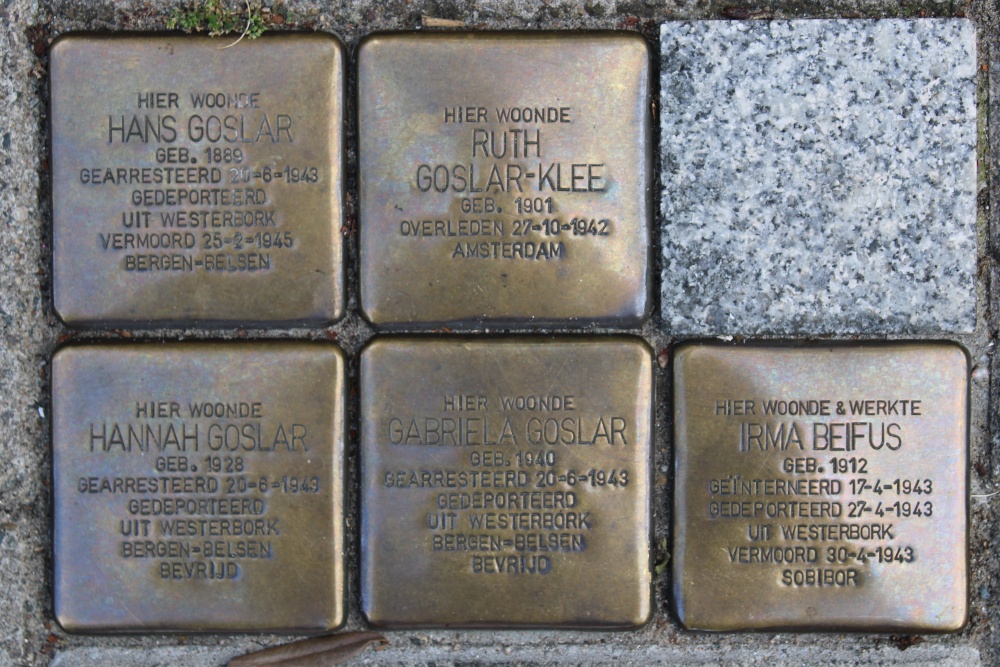 HIER WOONDE
HANS GOSLAR
GEB. 1889
GEARRESTEERD 20-6-1943
GEDEPORTEERD
UIT WESTERBORK
VERMOORD 25-2-1945
BERGEN-BELSEN
HIER WOONDE
RUTH
GOSLAR-KLEE
GEB. 1901
OVERLEDEN 27-10-1942
AMSTERDAM
HIER WOONDE
HANNAH GOSLAR
GEB. 1928
GEARRESTEERD 20-6-1943
GEDEPORTEERD
UIT WESTERBORK
BERGEN-BELSEN
BEVRIJD
HIER WOONDE
GABRIELA GOSLAR
GEB. 1940
GEARRESTEERD 20-6-1943
GEDEPORTEERD
UIT WESTERBORK
BERGEN-BELSEN
BEVRIJD
HIER WOONDE & WERKTE
IRMA BEIFUS
GEB. 1912
GEÏNTERNEERD 17-4-1943
GEDEPORTEERD 27-4-1943
UIT WESTERBORK
VERMOORD 30-4-1943
SOBIBOR